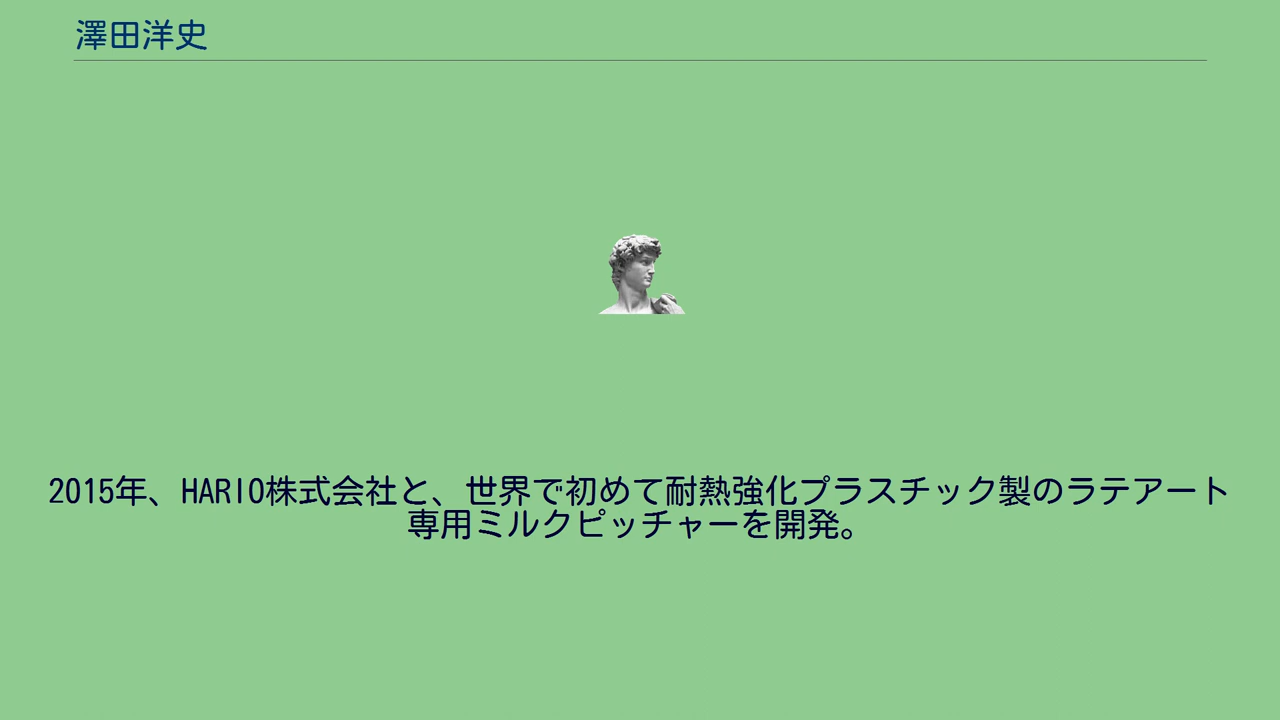 澤田洋史
2015年、HARIO株式会社と、世界で初めて耐熱強化プラスチック製のラテアート
専用ミルクピッチャーを開発。